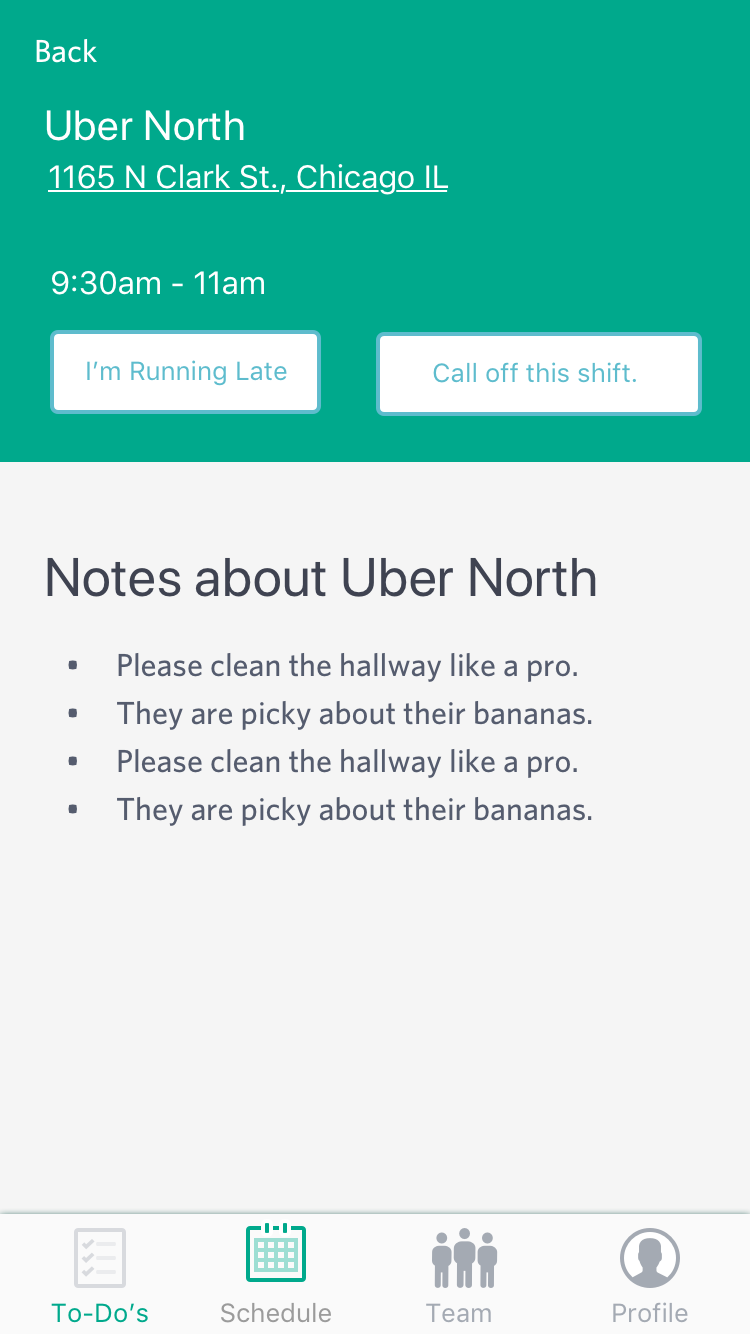 Back
Uber North
1165 N Clark St., Chicago IL
9:30am - 11am
I’m Running Late
Call off this shift.
Notes about Uber North
• Please clean the hallway like a pro.
• They are picky about their bananas.
• Please clean the hallway like a pro.
• They are picky about their bananas.
To-Do’s
Schedule
Team
Profile